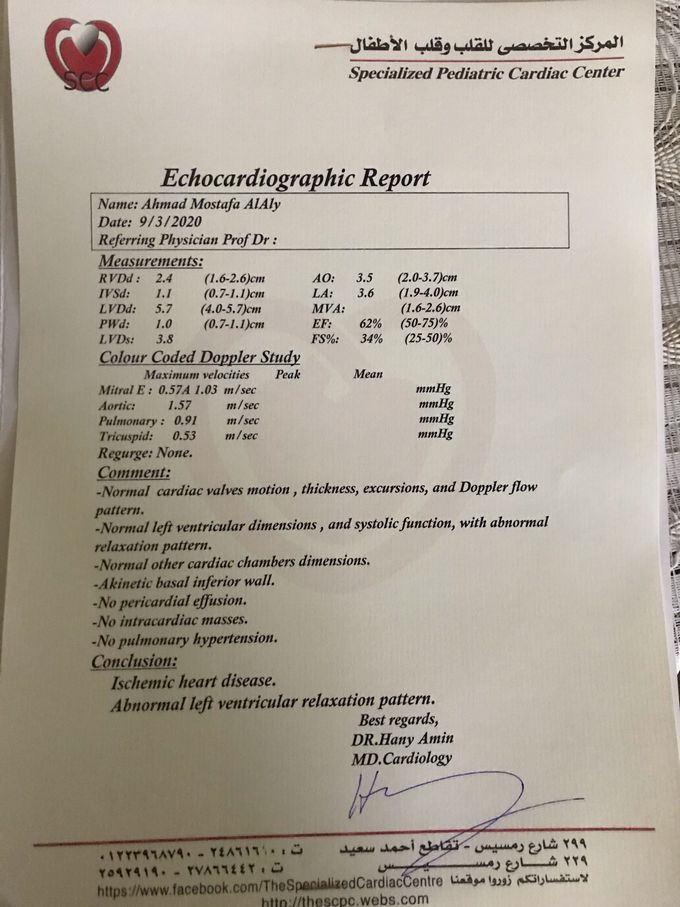 SCC
المركز التخصصى للقلب وقلب الأطفال
Specialized Pediatric Cardiac Center
Echocardiographic Report
Name: Ahmad Mostafa AlAly
Date: 9/3/2020
Referring Physician Prof Dr :
Measurements:
RVDd : 2.4 (1.6-2.6)cm AO: 3.5 (2.0-3.7)cm
IVSd: 1.1 (0.7-1.1)cm LA: 3.6 (1.9-4.0)cm
LVDd: 5.7 (4.0-5.7)cm MVA: (1.6-2.6)cm
PWd: 1.0 (0.7-1.1)cm EF: 62% (50-75)%
LVDs: 3.8 FS%: 34% (25-50)%
Colour Coded Doppler Study
Maximum velocities Peak Mean
Mitral E : 0.57A 1.03 m/sec mmHg
Aortic: 1.57 m/sec mmHg
Pulmonary : 0.91 m/sec mmHg
Tricuspid: 0.53 m/sec mmHg
Regurge: None.
Comment:
-Normal cardiac valves motion , thickness, excursions, and Doppler flow
pattern.
-Normal left ventricular dimensions , and systolic function, with abnormal
relaxation pattern.
-Normal other cardiac chambers dimensions.
-Akinetic basal inferior wall.
-No pericardial effusion.
-No intracardiac masses.
-No pulmonary hypertension.
Conclusion:
Ischemic heart disease.
Abnormal left ventricular relaxation pattern.
Best regards,
DR.Hany Amin
MD.Cardiology
٢٩٩ شارع رمسيس - تقاطع أحمد سعيد ت : ٢٤٨٦١٦١٠ - ٠١٢٢٣٩٦٨٧٩٠
٢٢٩ شارع رمسيس ت : ٢٧٨٦٦٤٤٢ - ٢٥٩٢٩١٩٠
لاستفساراتكم زوروا موقعنا https://www.facebook.com/TheSpecializedCardiacCentre
http://thescpc.webs.com